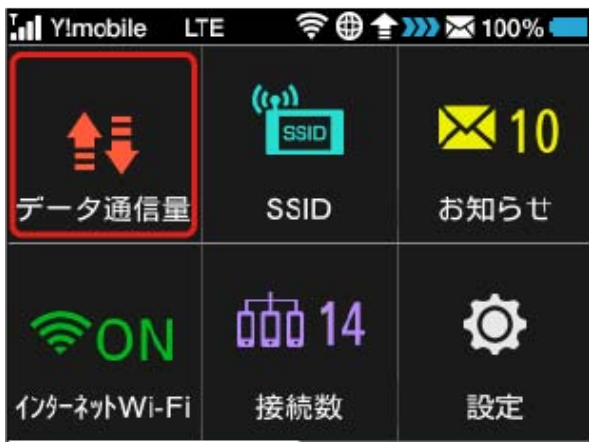 Y!mobile LTE 100%
SSID 10
データ通信量 SSID お知らせ
ON 14
インターネットWi-Fi 接続数 設定